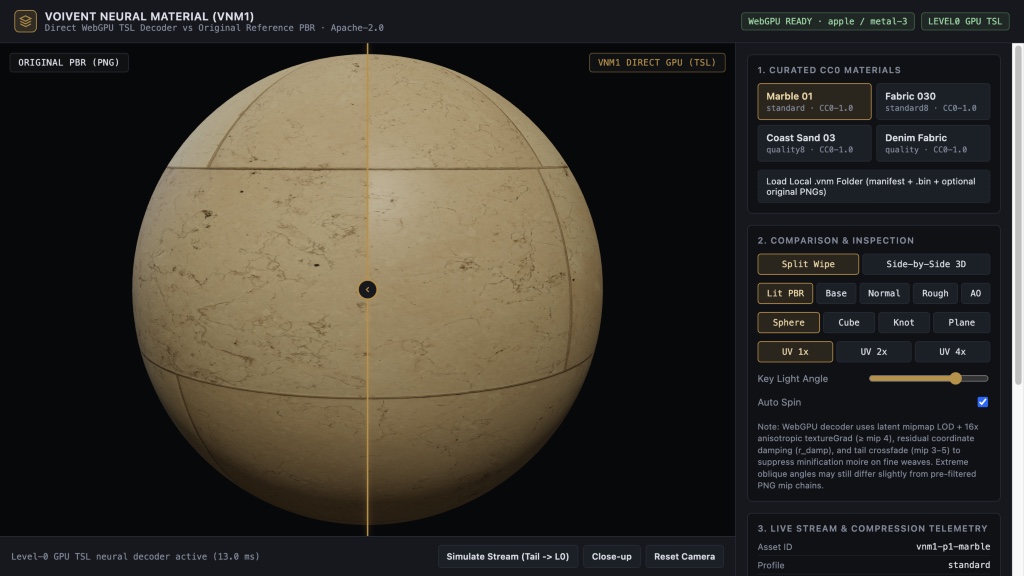 VOIVENT NEURAL MATERIAL (VNM1)
Direct WebGPU TSL Decoder vs Original Reference PBR · Apache-2.0
WebGPU READY · apple / metal-3
LEVEL0 GPU TSL
ORIGINAL PBR (PNG)
VNM1 DIRECT GPU (TSL)
1. CURATED CC0 MATERIALS
Marble 01
standard · CC0-1.0
Fabric 030
standard8 · CC0-1.0
Coast Sand 03
quality8 · CC0-1.0
Denim Fabric
quality · CC0-1.0
Load Local .vnm Folder (manifest + .bin + optional
original PNGs)
2. COMPARISON & INSPECTION
Split Wipe
Side-by-Side 3D
Lit PBR
Base
Normal
Rough
AO
Sphere
Cube
Knot
Plane
UV 1x
UV 2x
UV 4x
Key Light Angle
Auto Spin
Note: WebGPU decoder uses latent mipmap LOD + 16x
anisotropic textureGrad (≥ mip 4), residual coordinate
damping (r_damp), and tail crossfade (mip 3–5) to
suppress minification moire on fine weaves. Extreme
oblique angles may still differ slightly from pre-filtered
PNG mip chains.
3. LIVE STREAM & COMPRESSION TELEMETRY
Asset ID
vnm1-p1-marble
Profile
standard
Level-0 GPU TSL neural decoder active (13.0 ms)
Simulate Stream (Tail -> L0)
Close-up
Reset Camera